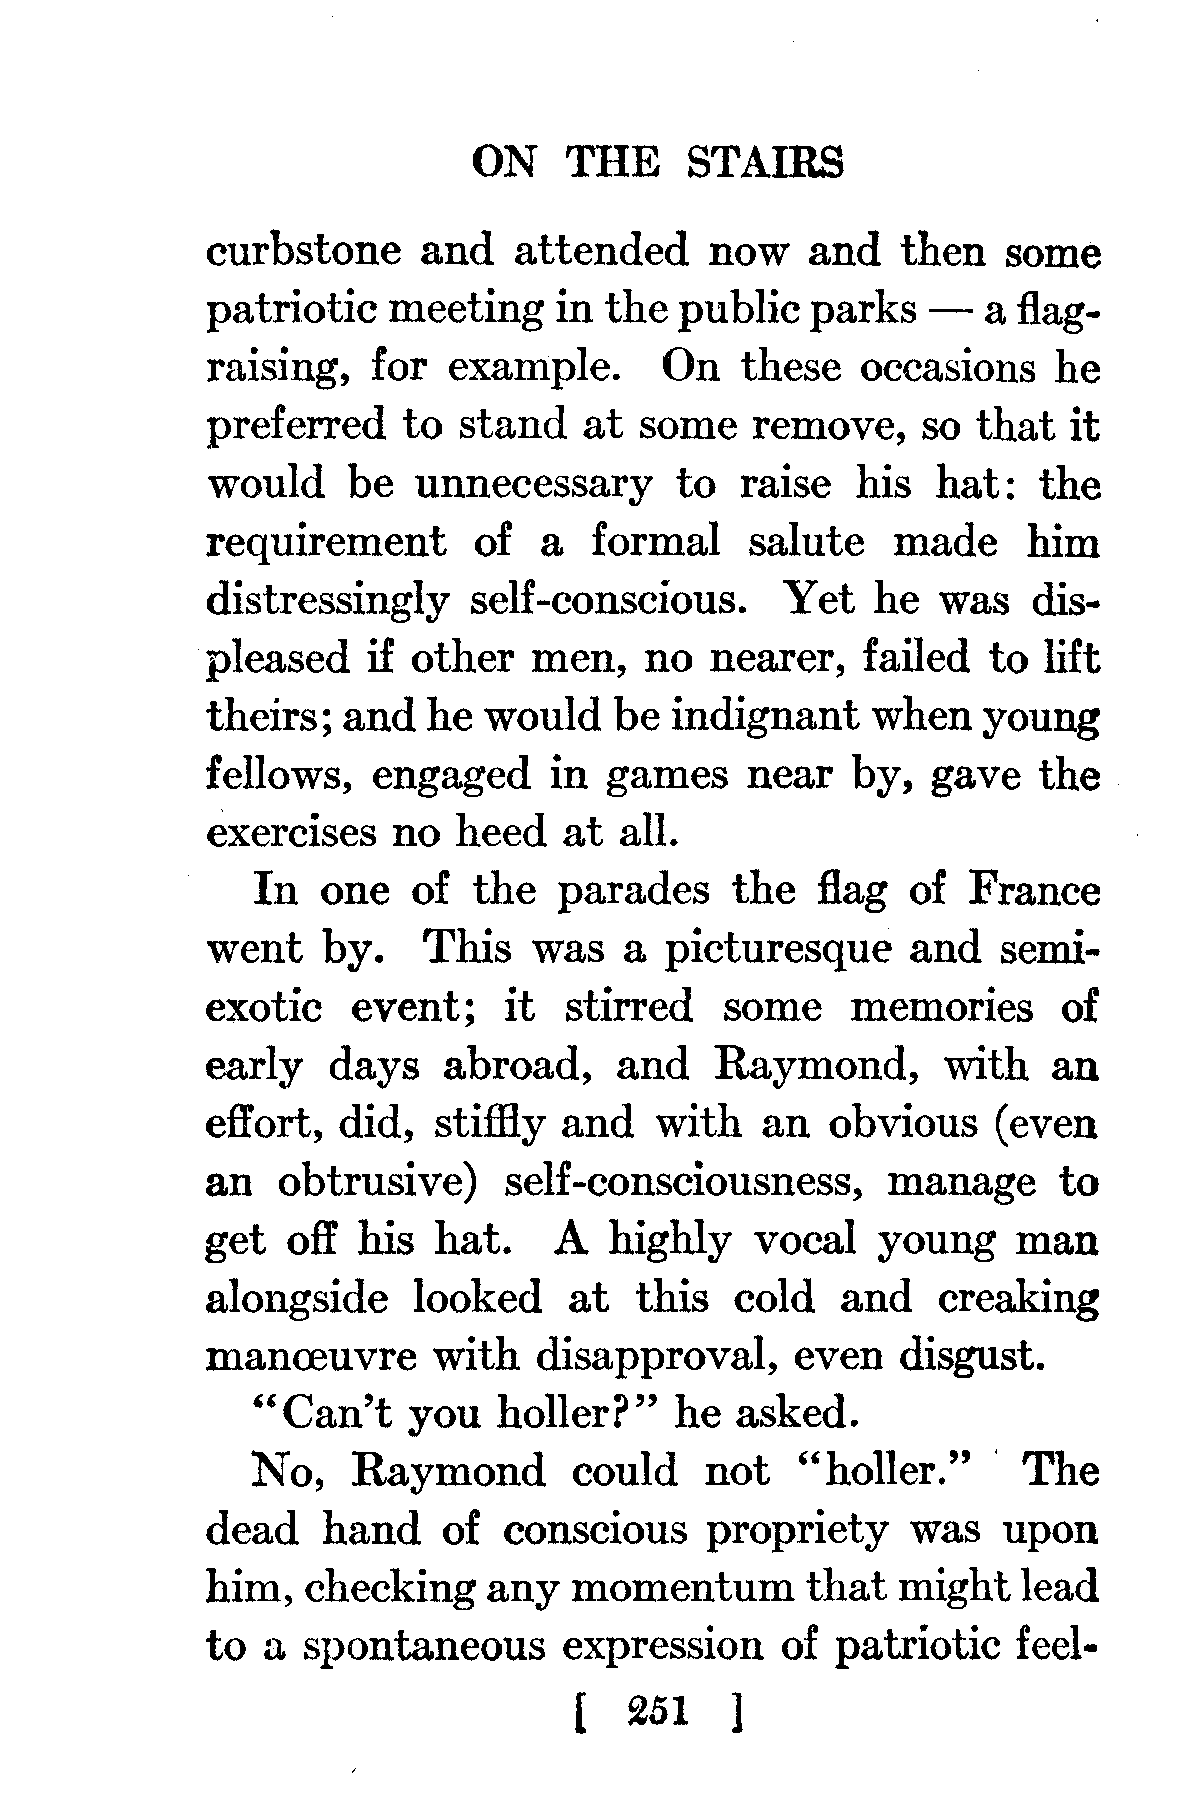 ON THE STAIRS
curbstone and attended now and then some
patriotic meeting in the public parks — a flag-
raising, for example. On these occasions he
preferred to stand at some remove, so that it
would be unnecessary to raise his hat: the
requirement of a formal salute made him
distressingly self-conscious. Yet he was dis-
pleased if other men, no nearer, failed to lift
theirs; and he would be indignant when young
fellows, engaged in games near by, gave the
exercises no heed at all.
In one of the parades the flag of France
went by. This was a picturesque and semi-
exotic event; it stirred some memories of
early days abroad, and Raymond, with an
effort, did, stiffly and with an obvious (even
an obtrusive) self-consciousness, manage to
get off his hat. A highly vocal young man
alongside looked at this cold and creaking
manœuvre with disapproval, even disgust.
“Can’t you holler?” he asked.
No, Raymond could not “holler.” The
dead hand of conscious propriety was upon
him, checking any momentum that might lead
to a spontaneous expression of patriotic feel-
[ 251 ]